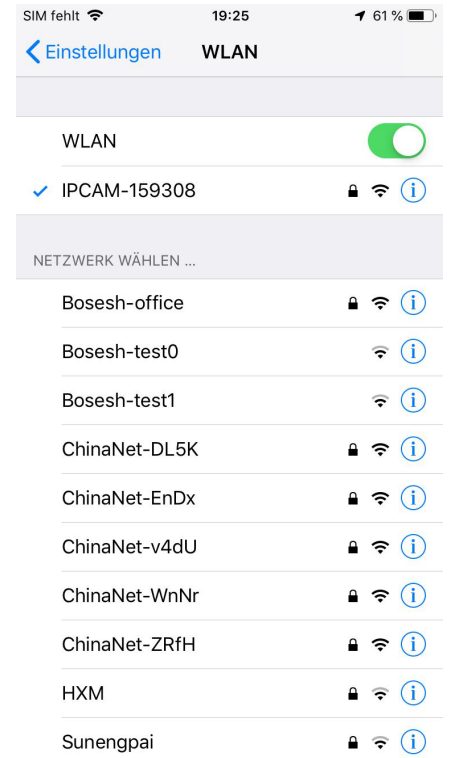 SIM fehlt 19:25 61 %
Einstellungen WLAN
WLAN
IPCAM-159308
NETZWERK WÄHLEN ...
Bosesh-office
Bosesh-test0
Bosesh-test1
ChinaNet-DL5K
ChinaNet-EnDx
ChinaNet-v4dU
ChinaNet-WnNr
ChinaNet-ZRfH
HXM
Sunengpai